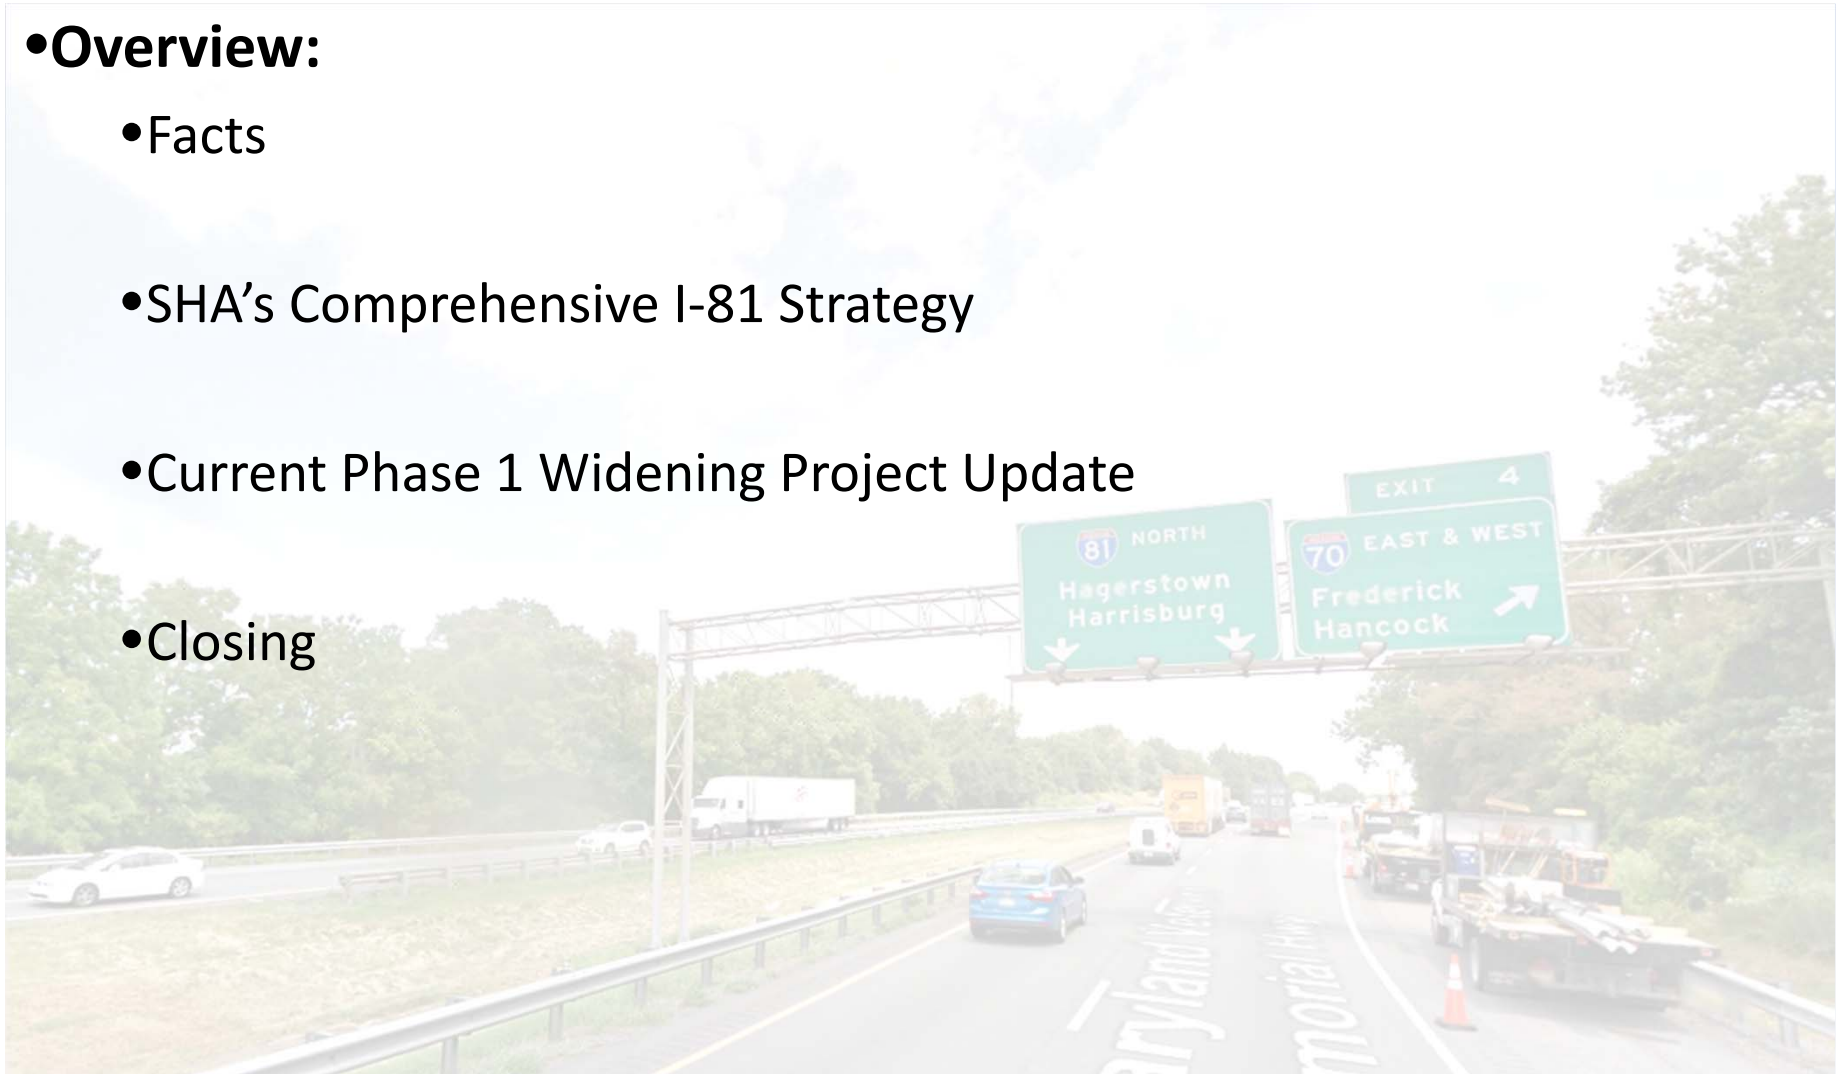 •Overview:
•Facts
•SHA’s Comprehensive I-81 Strategy
•Current Phase 1 Widening Project Update
•Closing
EXIT 4
81 NORTH
Hagerstown
Harrisburg
70 EAST & WEST
Frederick
Hancock